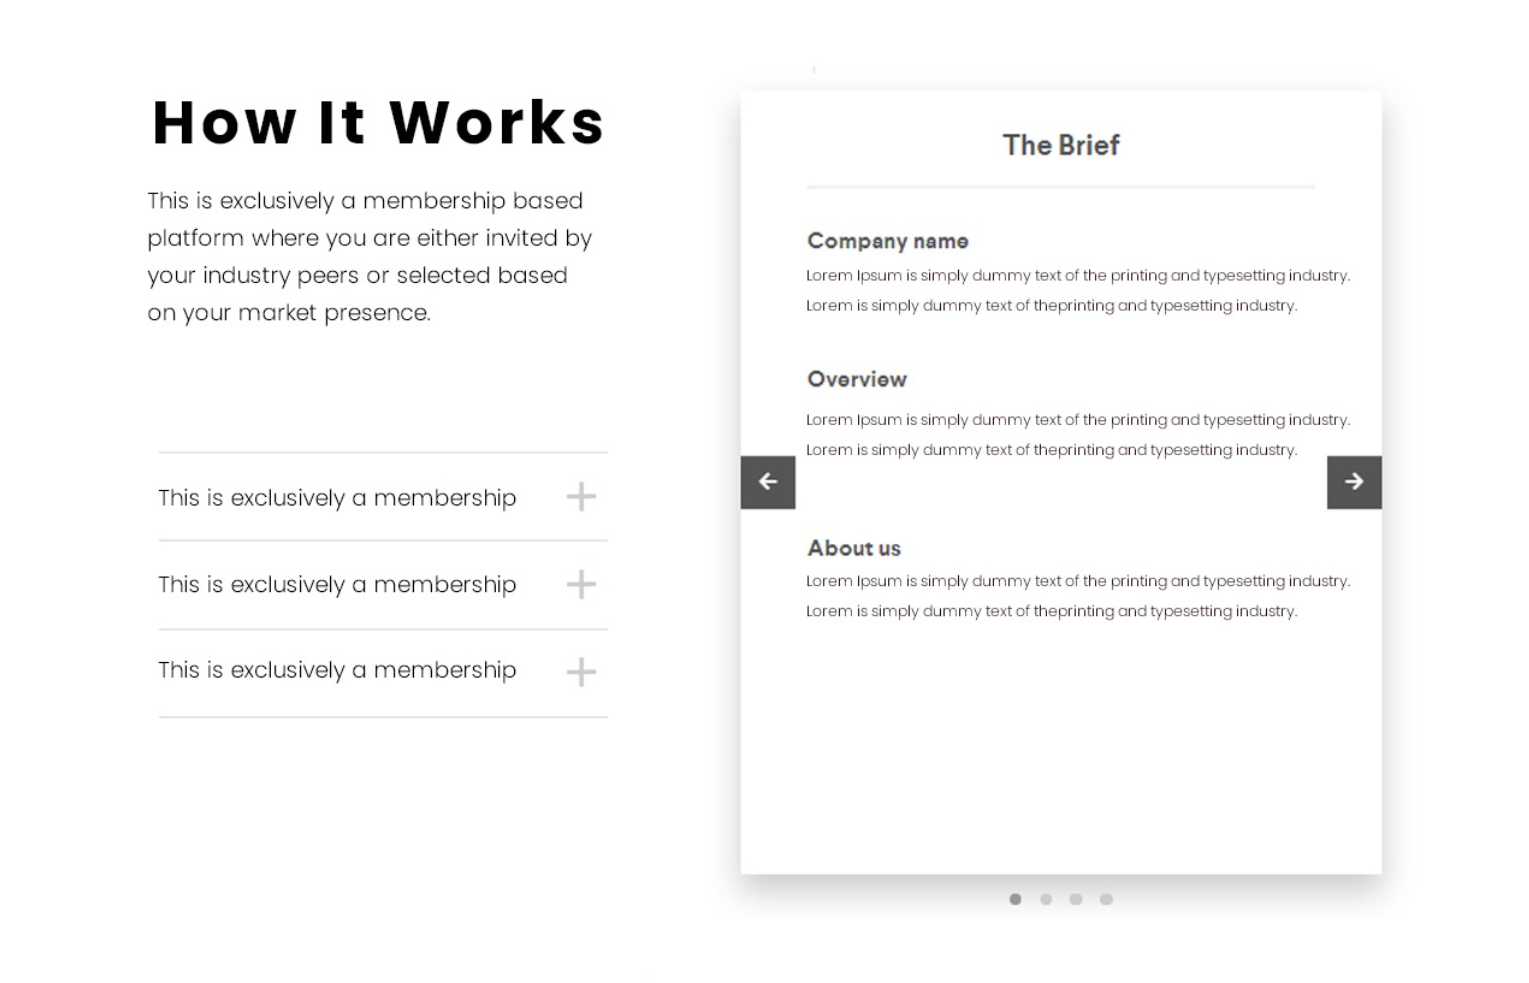 How It Works
This is exclusively a membership based
platform where you are either invited by
your industry peers or selected based
on your market presence.
This is exclusively a membership
This is exclusively a membership
This is exclusively a membership
The Brief
Company name
Lorem Ipsum is simply dummy text of the printing and typesetting industry.
Lorem is simply dummy text of theprinting and typesetting industry.
Overview
Lorem Ipsum is simply dummy text of the printing and typesetting industry.
Lorem is simply dummy text of theprinting and typesetting industry.
About us
Lorem Ipsum is simply dummy text of the printing and typesetting industry.
Lorem is simply dummy text of theprinting and typesetting industry.